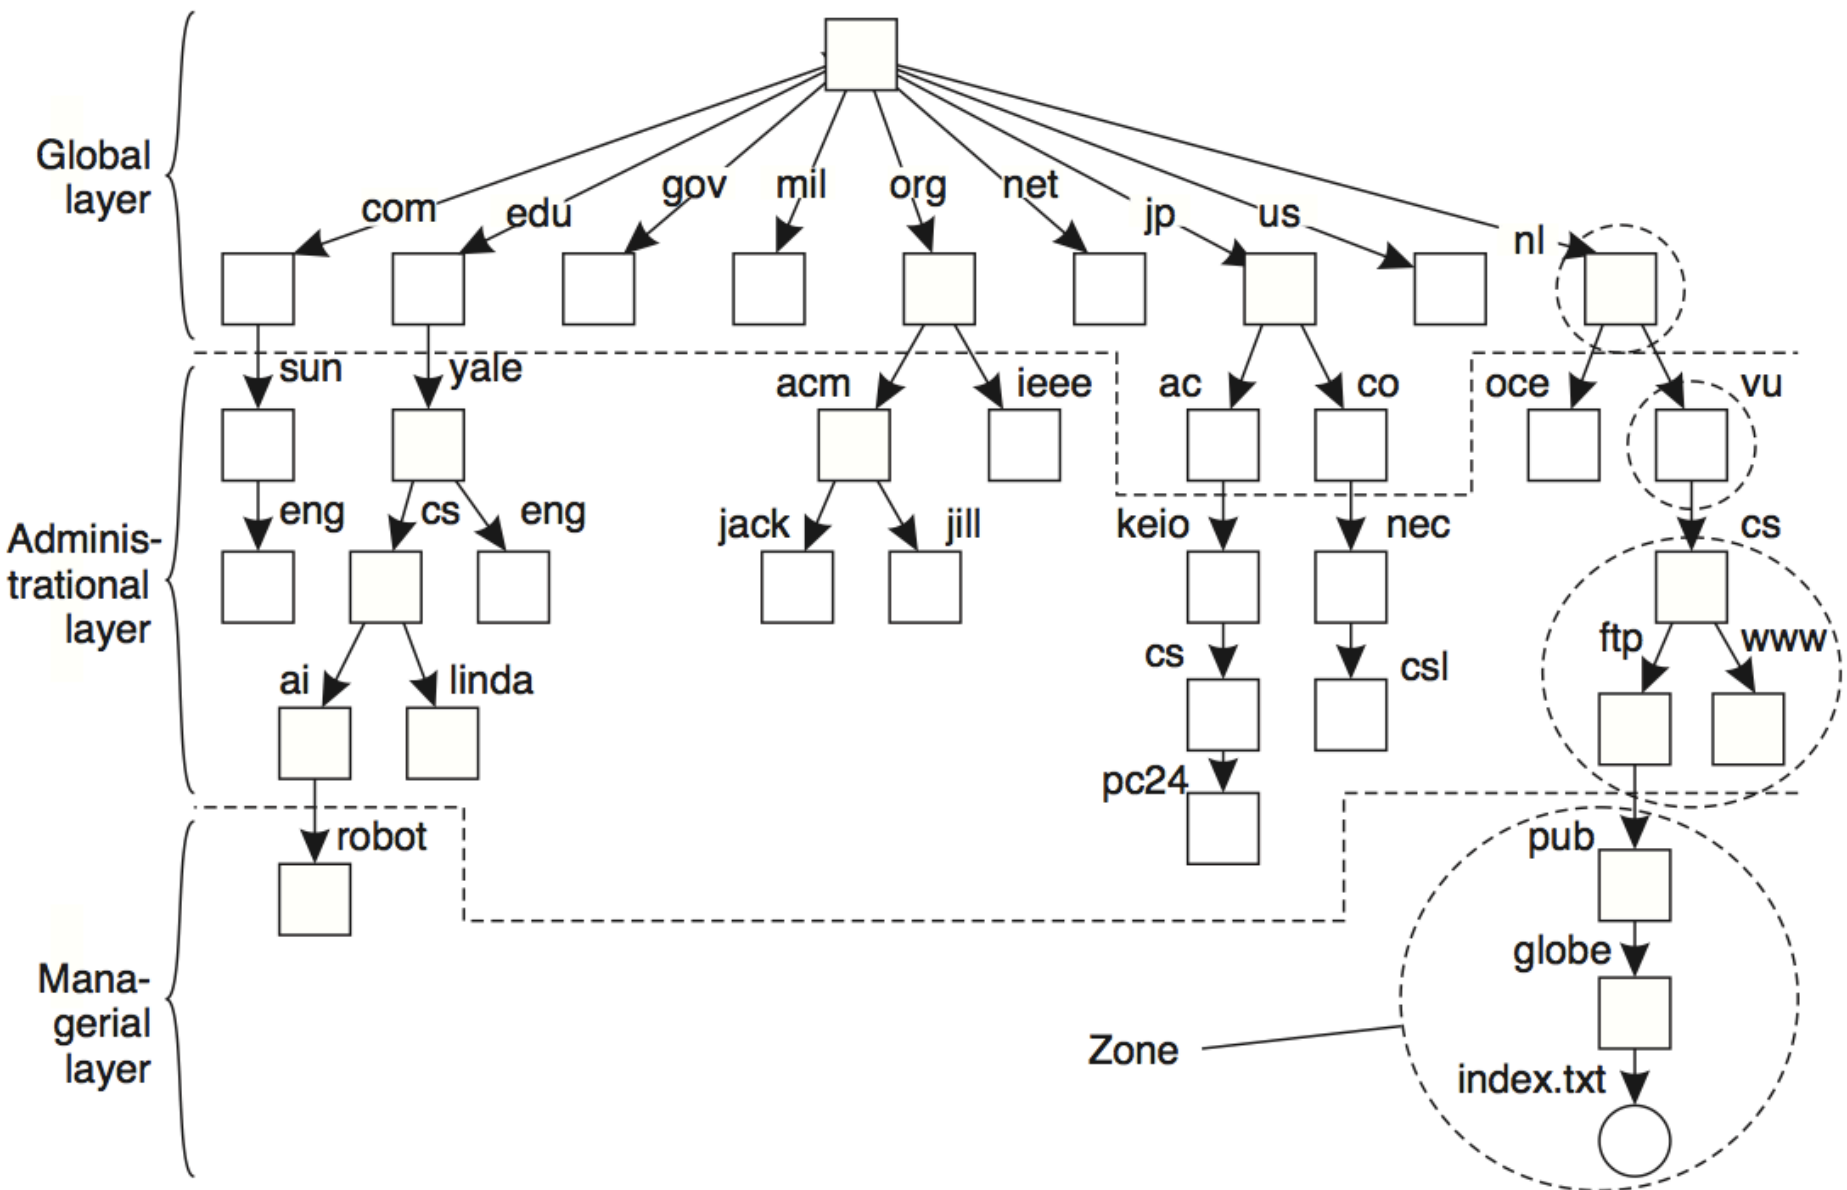 Global
layer
com
edu
gov
mil
org
net
jp
us
nl
sun
yale
acm
ieee
ac
co
oce
vu
eng
cs
eng
jack
jill
keio
nec
cs
Adminis-
trational
layer
ai
linda
cs
csl
ftp
www
pc24
robot
pub
globe
Mana-
gerial
layer
Zone
index.txt